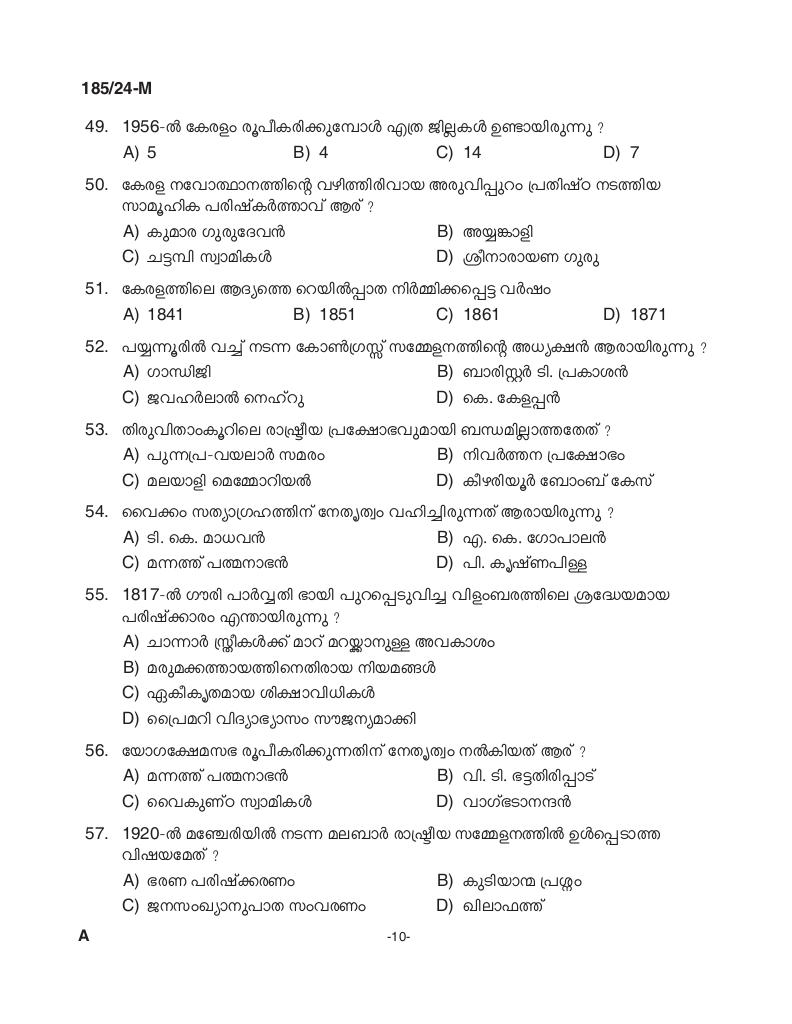 185/24-M
49. 1956-ൽ കേരളം രൂപീകരിക്കുമ്പോൾ എത്ര ജില്ലകൾ ഉണ്ടായിരുന്നു ?
A) 5 B) 4 C) 14 D) 7
50. കേരള നവോത്ഥാനത്തിന്റെ വഴിത്തിരിവായ അരുവിപ്പുറം പ്രതിഷ്ഠ നടത്തിയ
സാമൂഹിക പരിഷ്കർത്താവ് ആര് ?
A) കുമാര ഗുരുദേവൻ B) അയ്യങ്കാളി
C) ചട്ടമ്പി സ്വാമികൾ D) ശ്രീനാരായണ ഗുരു
51. കേരളത്തിലെ ആദ്യത്തെ റെയിൽപ്പാത നിർമ്മിക്കപ്പെട്ട വർഷം
A) 1841 B) 1851 C) 1861 D) 1871
52. പയ്യന്നൂരിൽ വച്ച് നടന്ന കോൺഗ്രസ്സ് സമ്മേളനത്തിന്റെ അധ്യക്ഷൻ ആരായിരുന്നു ?
A) ഗാന്ധിജി B) ബാരിസ്റ്റർ ടി. പ്രകാശൻ
C) ജവഹർലാൽ നെഹ്റു D) കെ. കേളപ്പൻ
53. തിരുവിതാംകൂറിലെ രാഷ്ട്രീയ പ്രക്ഷോഭവുമായി ബന്ധമില്ലാത്തതേത് ?
A) പുന്നപ്ര-വയലാർ സമരം B) നിവർത്തന പ്രക്ഷോഭം
C) മലയാളി മെമ്മോറിയൽ D) കീഴരിയൂർ ബോംബ് കേസ്
54. വൈക്കം സത്യാഗ്രഹത്തിന് നേതൃത്വം വഹിച്ചിരുന്നത് ആരായിരുന്നു ?
A) ടി. കെ. മാധവൻ B) എ. കെ. ഗോപാലൻ
C) മന്നത്ത് പത്മനാഭൻ D) പി. കൃഷ്ണപിള്ള
55. 1817-ൽ ഗൗരി പാർവ്വതി ഭായി പുറപ്പെടുവിച്ച വിളംബരത്തിലെ ശ്രദ്ധേയമായ
പരിഷ്ക്കാരം എന്തായിരുന്നു ?
A) ചാന്നാർ സ്ത്രീകൾക്ക് മാറ് മറയ്ക്കാനുള്ള അവകാശം
B) മരുമക്കത്തായത്തിനെതിരായ നിയമങ്ങൾ
C) ഏകീകൃതമായ ശിക്ഷാവിധികൾ
D) പ്രൈമറി വിദ്യാഭ്യാസം സൗജന്യമാക്കി
56. യോഗക്ഷേമസഭ രൂപീകരിക്കുന്നതിന് നേതൃത്വം നൽകിയത് ആര് ?
A) മന്നത്ത് പത്മനാഭൻ B) വി. ടി. ഭട്ടതിരിപ്പാട്
C) വൈകുണ്ഠ സ്വാമികൾ D) വാഗ്ഭടാനന്ദൻ
57. 1920-ൽ മഞ്ചേരിയിൽ നടന്ന മലബാർ രാഷ്ട്രീയ സമ്മേളനത്തിൽ ഉൾപ്പെടാത്ത
വിഷയമേത് ?
A) ഭരണ പരിഷ്ക്കരണം B) കുടിയാന്മ പ്രശ്നം
C) ജനസംഖ്യാനുപാത സംവരണം D) ഖിലാഫത്ത്
A -10-